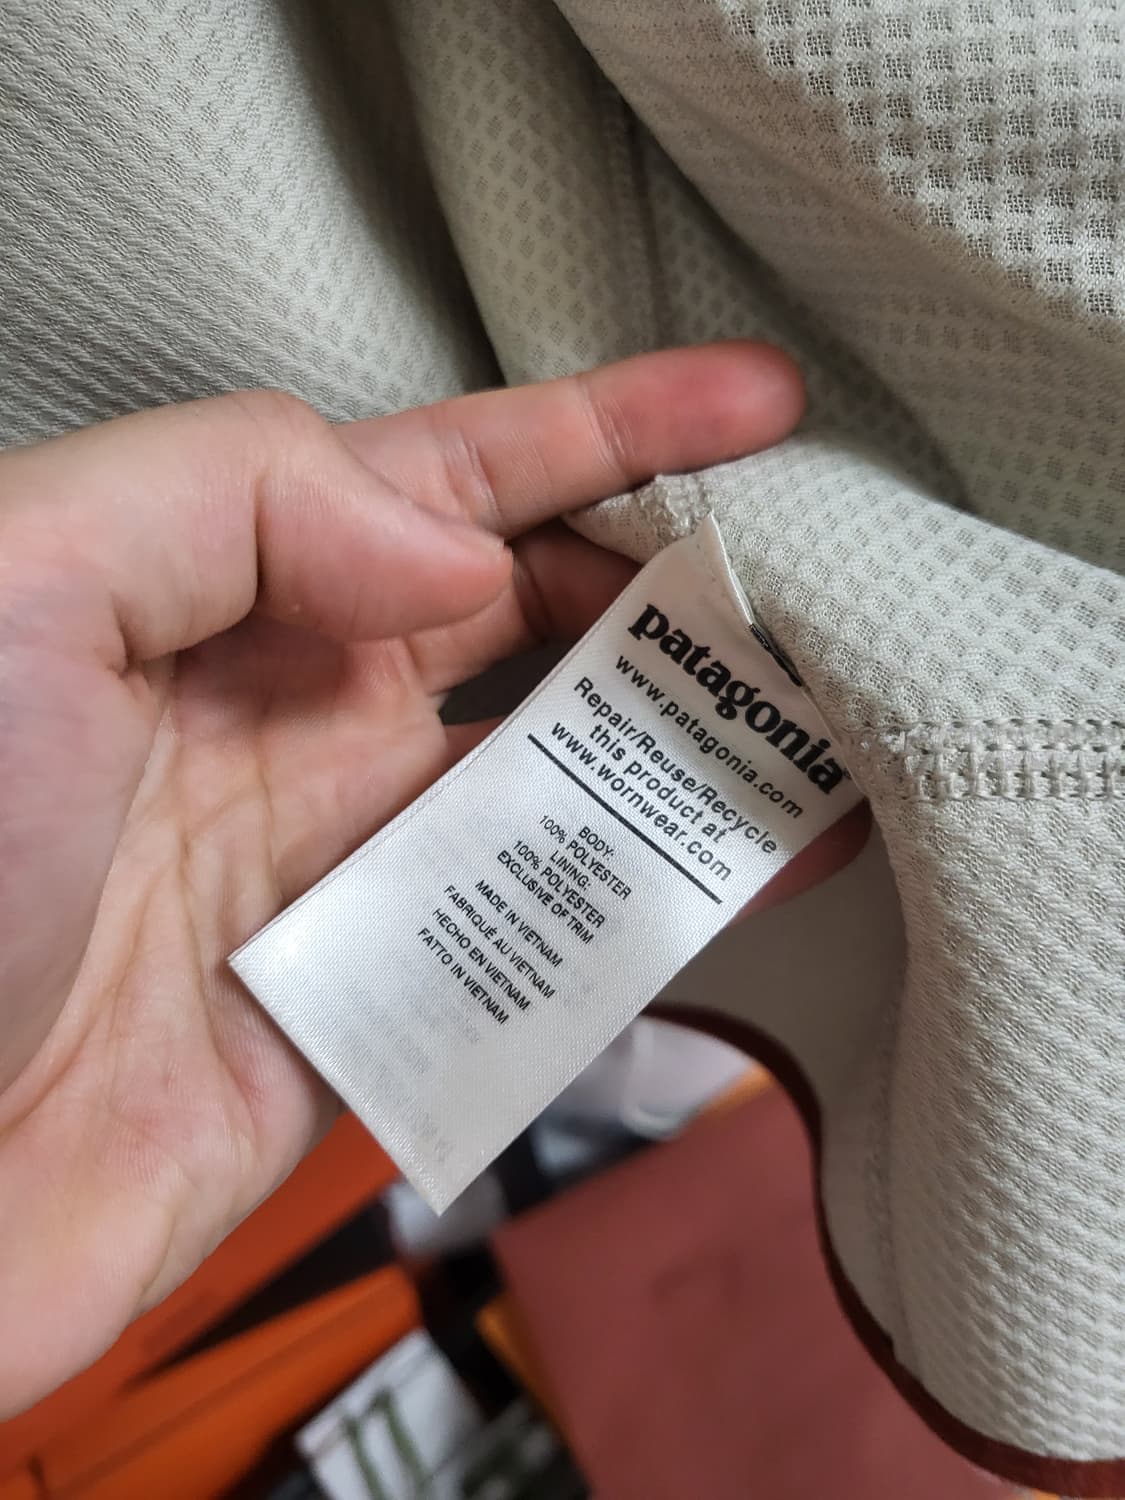 patagonia®
www.patagonia.com
Repair/Reuse/Recycle
this product at
www.wornwear.com
BODY:
100% POLYESTER
LINING:
100% POLYESTER
EXCLUSIVE OF TRIM
MADE IN VIETNAM
FABRIQUÉ AU VIETNAM
HECHO EN VIETNAM
FATTO IN VIETNAM